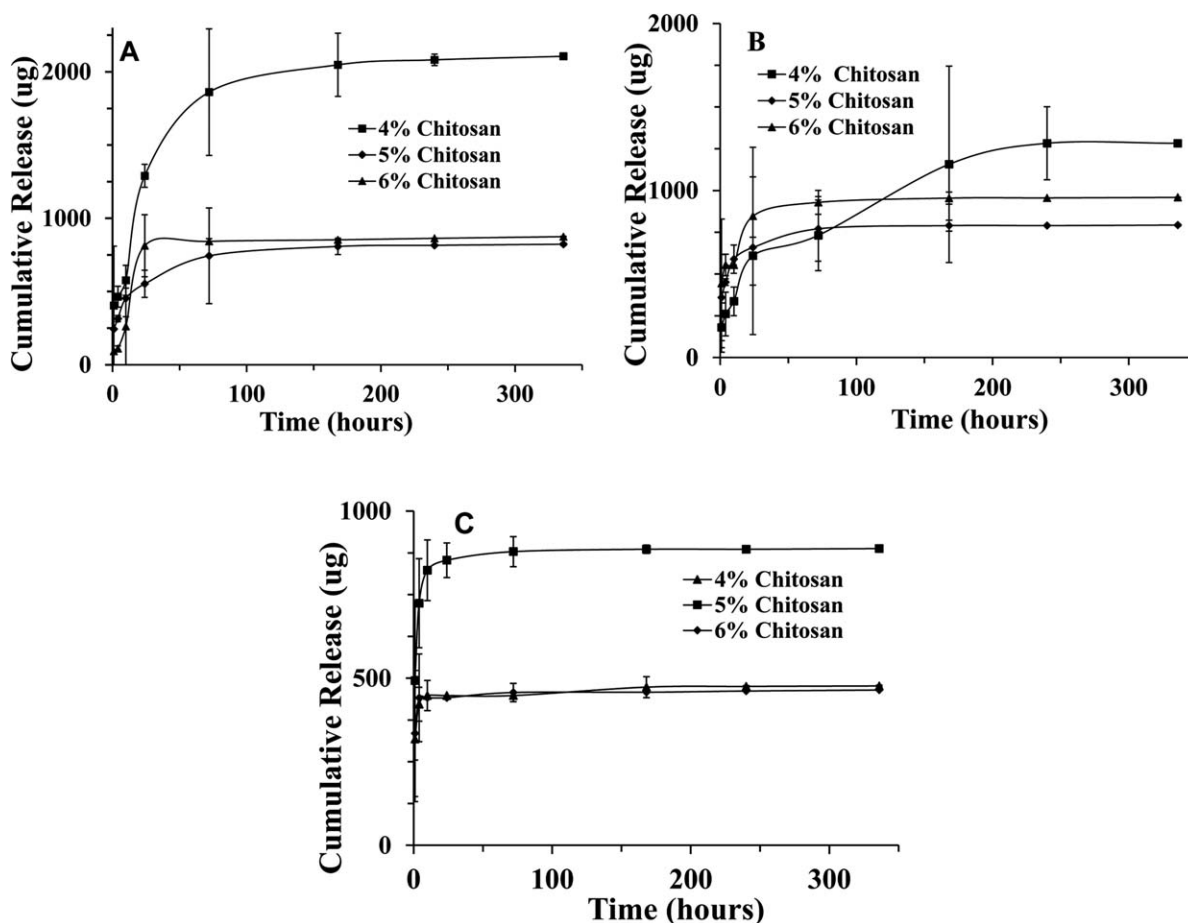 A
Cumulative Release (ug)
2000
1000
0
4% Chitosan
5% Chitosan
6% Chitosan
0 100 200 300
Time (hours)
B
Cumulative Release (ug)
2000
1000
0
4% Chitosan
5% Chitosan
6% Chitosan
0 100 200 300
Time (hours)
C
Cumulative Release (ug)
1000
500
0
4% Chitosan
5% Chitosan
6% Chitosan
0 100 200 300
Time (hours)